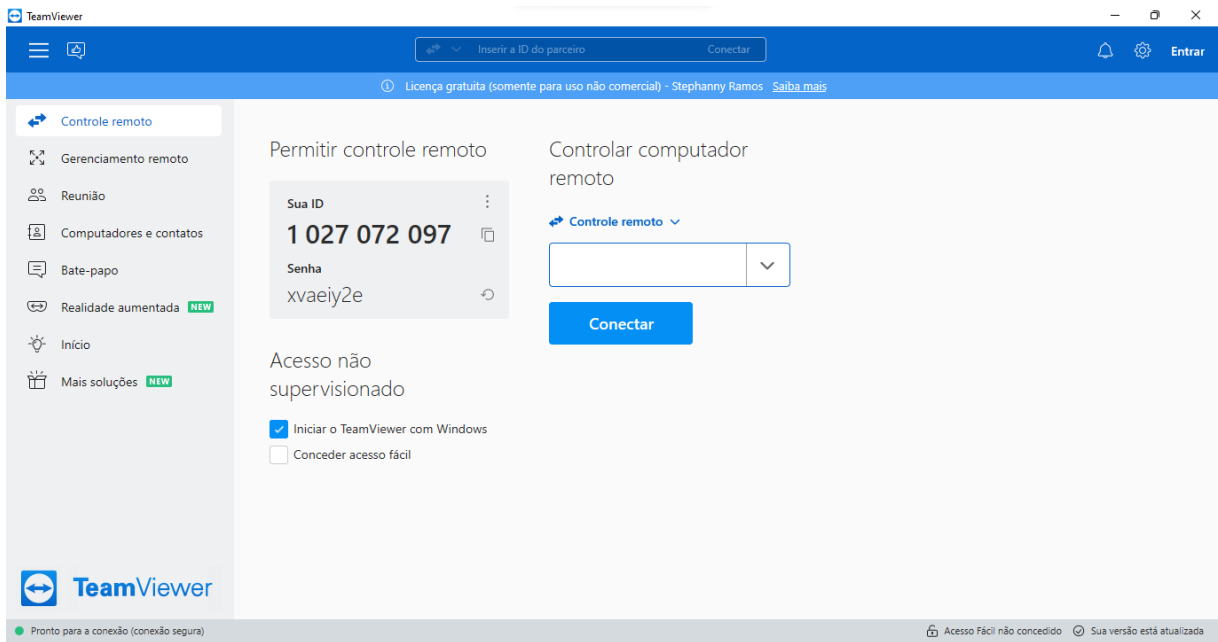 TeamViewer
Inserir a ID do parceiro Conectar
Entrar
Licença gratuita (somente para uso não comercial) - Stephanny Ramos Saiba mais
Controle remoto
Gerenciamento remoto
Reunião
Computadores e contatos
Bate-papo
Realidade aumentada NEW
Início
Mais soluções NEW
TeamViewer
Permitir controle remoto
Sua ID
1 027 072 097
Senha
xvaeiy2e
Acesso não
supervisionado
Iniciar o TeamViewer com Windows
Conceder acesso fácil
Controlar computador
remoto
Controle remoto
Conectar
Pronto para a conexão (conexão segura)
Acesso Fácil não concedido Sua versão está atualizada